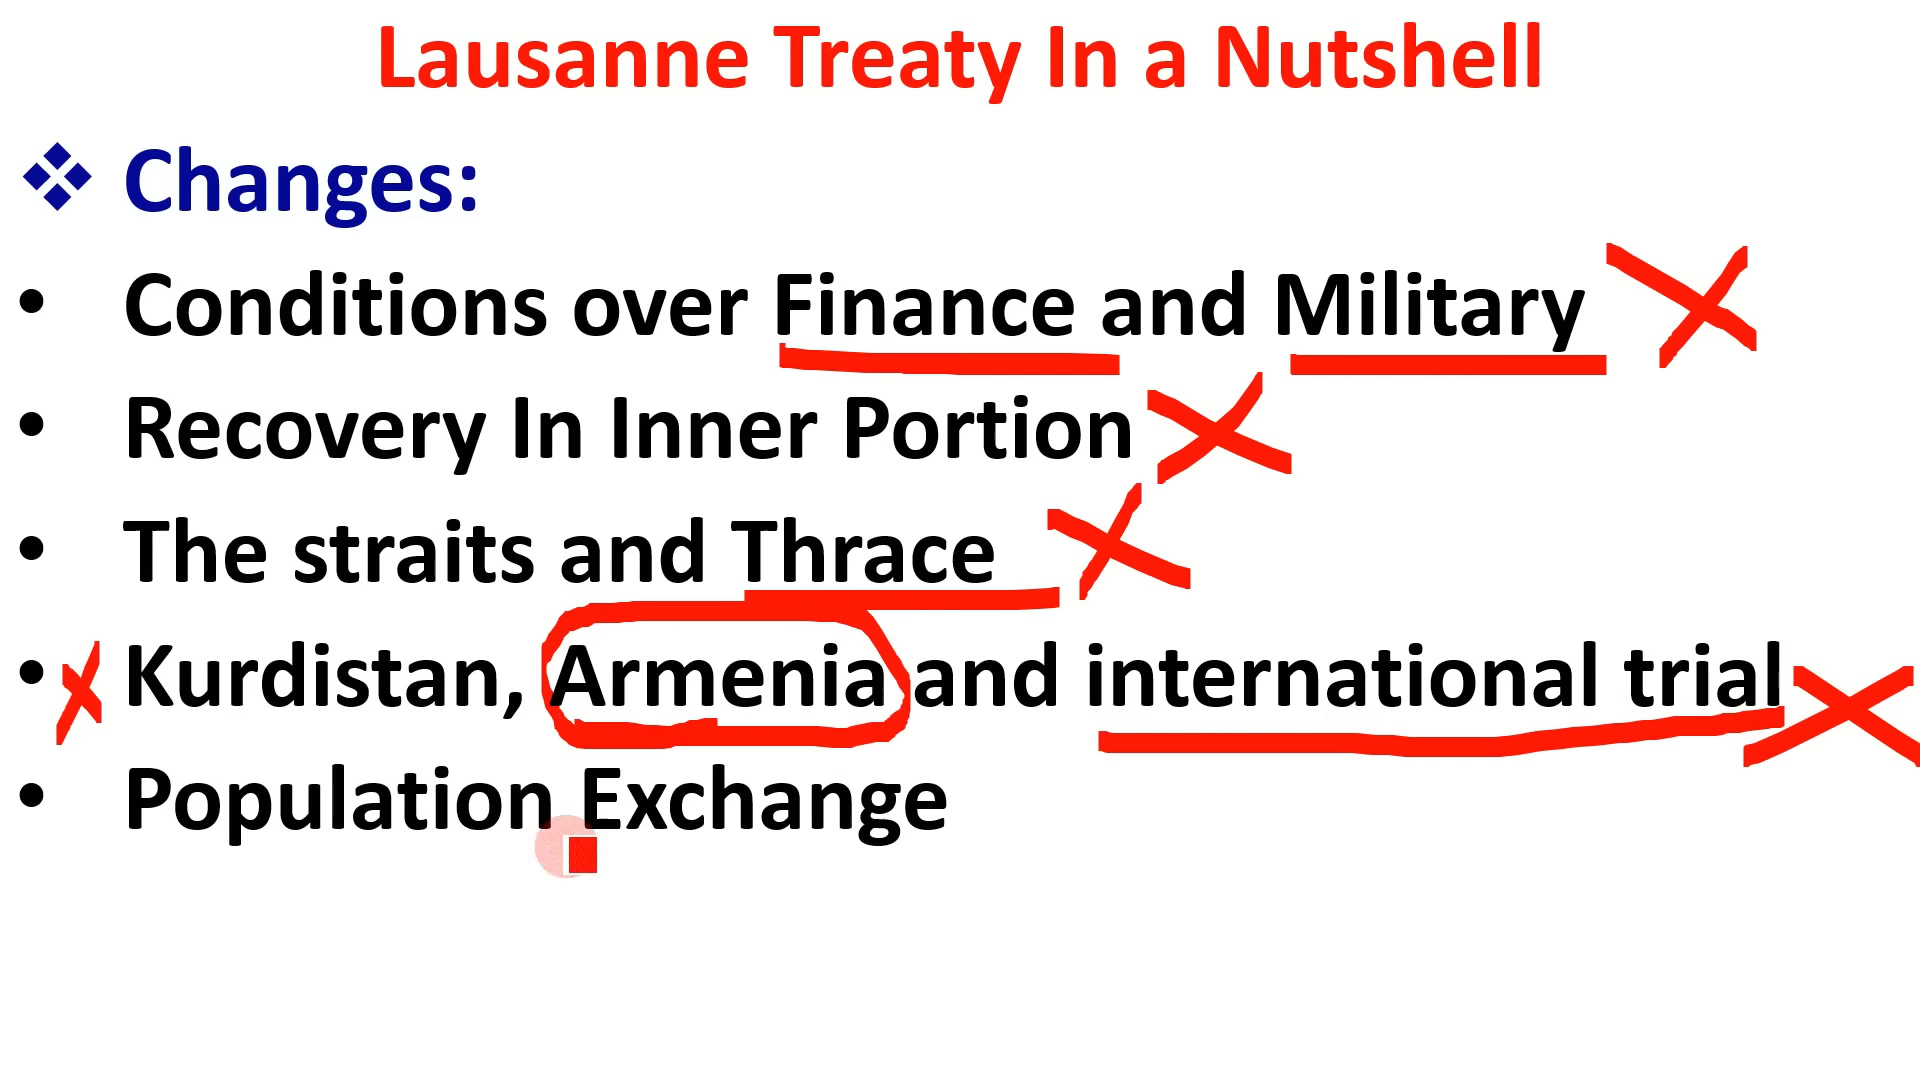 Lausanne Treaty In a Nutshell
❖ Changes:
• Conditions over Finance and Military
• Recovery In Inner Portion
• The straits and Thrace
• Kurdistan, Armenia and international trial
• Population Exchange